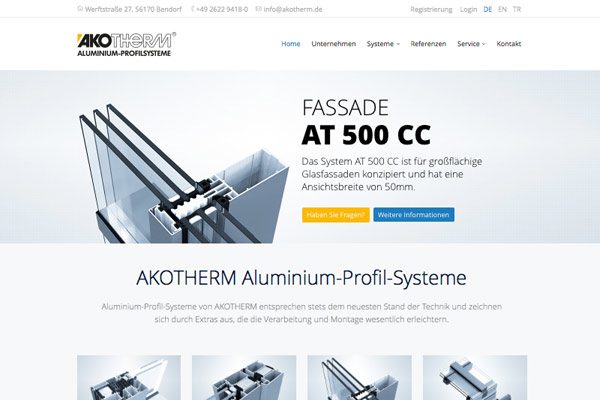 Werftstraße 27, 56170 Bendorf +49 2622 9418-0 info@akotherm.de Registrierung Login DE EN TR
AKOTHERM®
ALUMINIUM-PROFILSYSTEME
Home Unternehmen Systeme Referenzen Service Kontakt
FASSADE
AT 500 CC
Das System AT 500 CC ist für großflächige
Glasfassaden konzipiert und hat eine
Ansichtsbreite von 50mm.
Haben Sie Fragen? Weitere Informationen
AKOTHERM Aluminium-Profil-Systeme
Aluminium-Profil-Systeme von AKOTHERM entsprechen stets dem neuesten Stand der Technik und zeichnen
sich durch Extras aus, die die Verarbeitung und Montage wesentlich erleichtern.